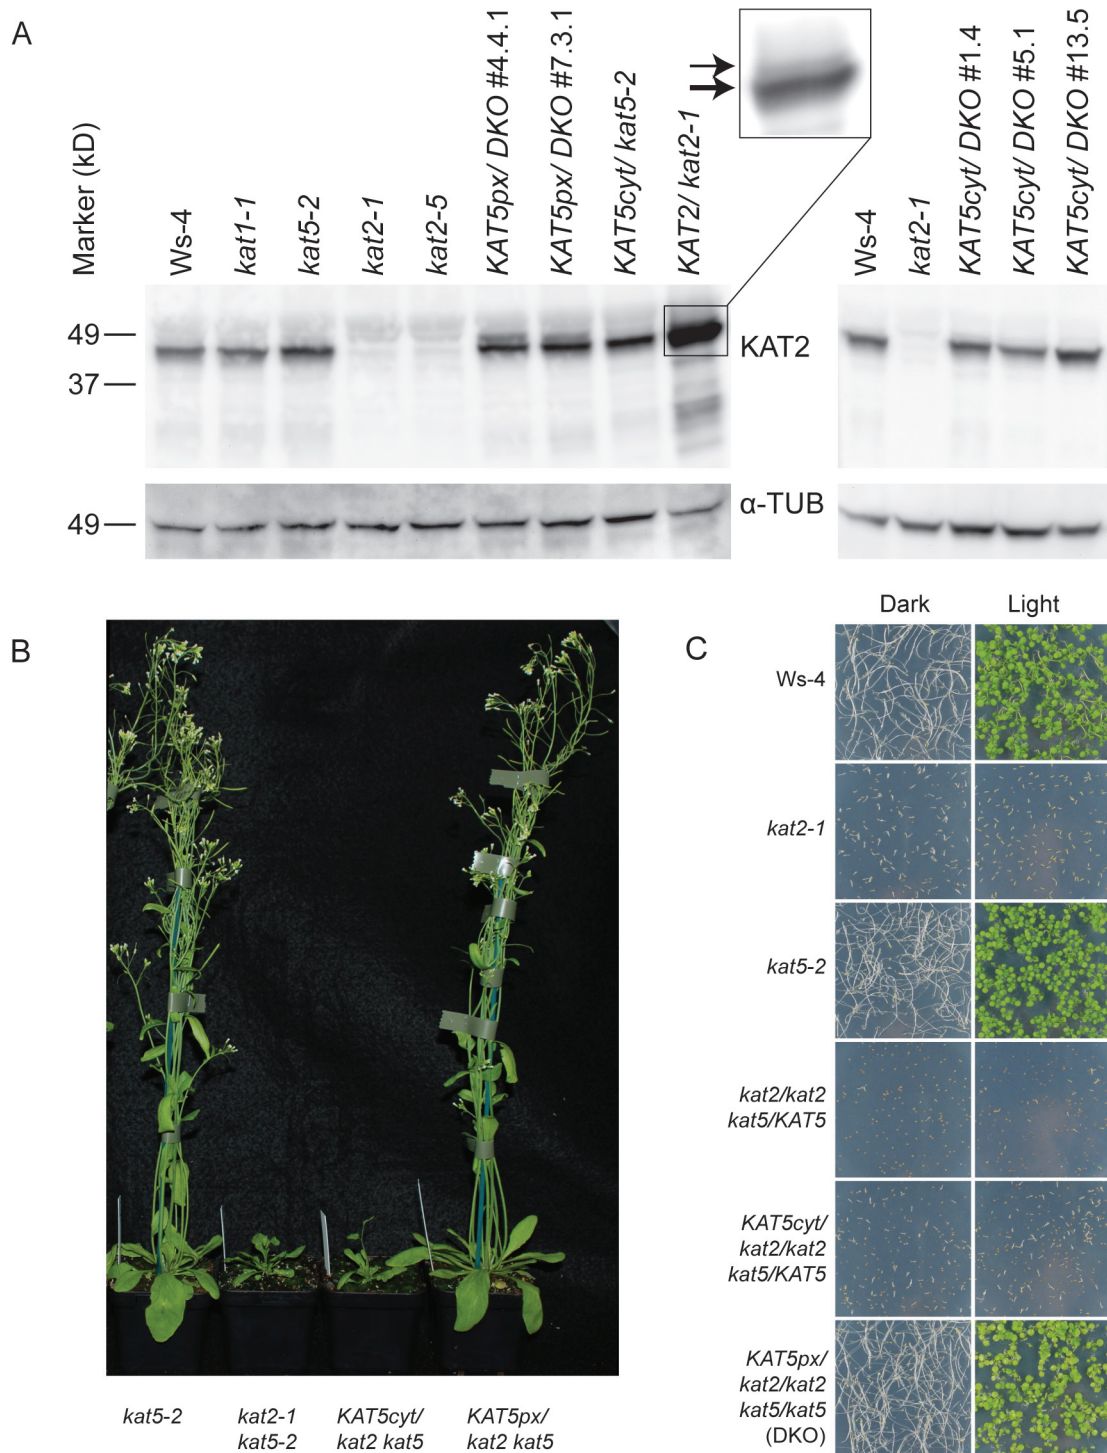 A
Marker (kD)
Ws-4
kat1-1
kat5-2
kat2-1
kat2-5
KAT5px/ DKO #4.4.1
KAT5px/ DKO #7.3.1
KAT5cyt/ kat5-2
KAT2/ kat2-1
Ws-4
kat2-1
KAT5cyt/ DKO #1.4
KAT5cyt/ DKO #5.1
KAT5cyt/ DKO #13.5
49
37
KAT2
49
α-TUB
B
kat5-2
kat2-1
kat5-2
KAT5cyt/
kat2 kat5
KAT5px/
kat2 kat5
C
Dark
Light
Ws-4
kat2-1
kat5-2
kat2/kat2
kat5/KAT5
KAT5cyt/
kat2/kat2
kat5/KAT5
KAT5px/
kat2/kat2
kat5/kat5
(DKO)